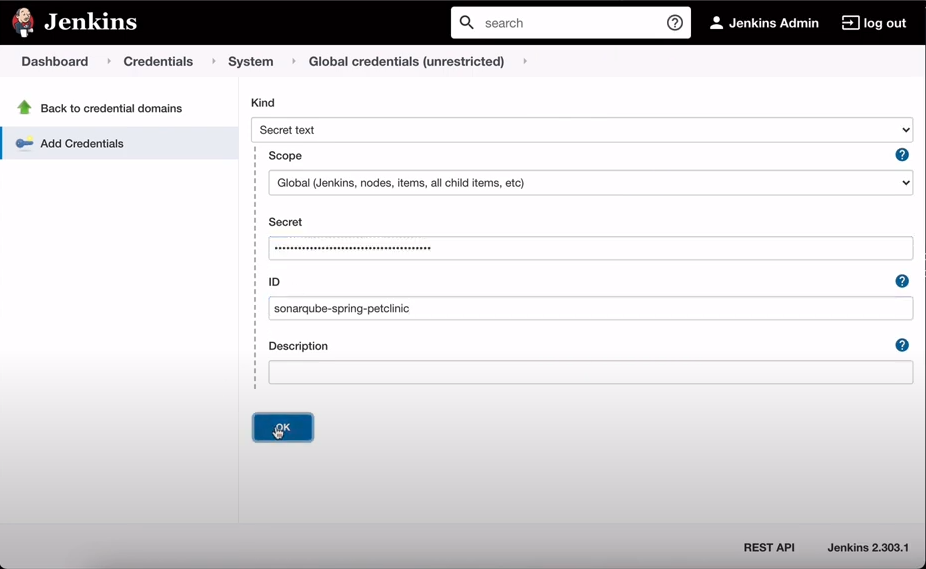 Jenkins
search
Jenkins Admin
log out
Dashboard
Credentials
System
Global credentials (unrestricted)
Back to credential domains
Add Credentials
Kind
Secret text
Scope
Global (Jenkins, nodes, items, all child items, etc)
Secret
••••••••••••••••••••••••••••••••••••••••
ID
sonarqube-spring-petclinic
Description
OK
REST API
Jenkins 2.303.1